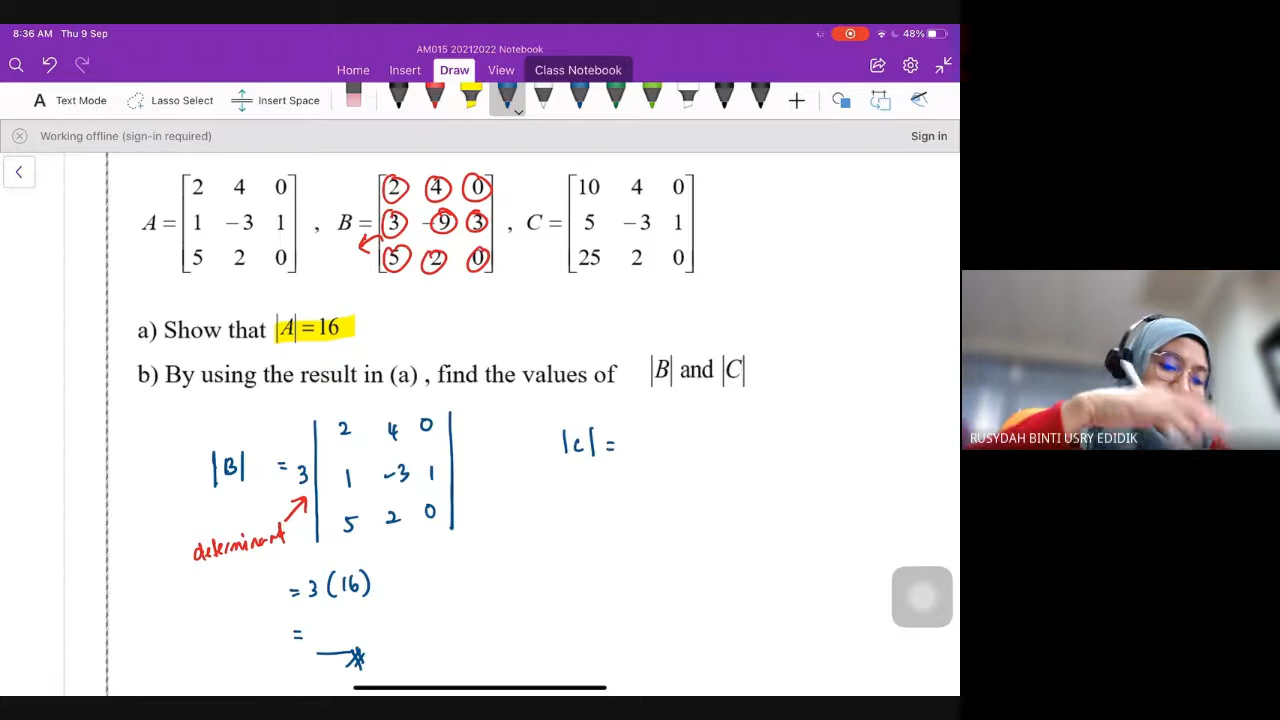 8:36 AM Thu 9 Sep
48%
AM015 20212022 Notebook
Home Insert Draw View Class Notebook
A Text Mode Lasso Select Insert Space
Working offline (sign-in required) Sign in
A = [2 4 0; 1 −3 1; 5 2 0] , B = [2 4 0; 3 −9 3; 5 2 0] , C = [10 4 0; 5 −3 1; 25 2 0]
a) Show that |A| = 16
b) By using the result in (a) , find the values of |B| and |C|
|B| = 3 |2 4 0; 1 -3 1; 5 2 0|
|C| =
determinant
= 3 (16)
=
RUSYDAH BINTI USRY EDIDIK